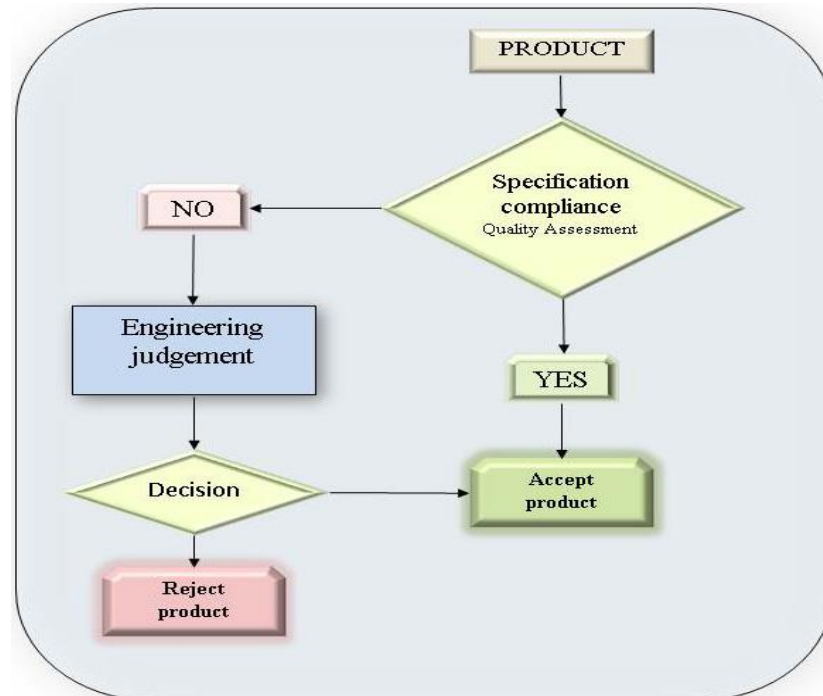 PRODUCT
Specification
compliance
Quality Assessment
NO
Engineering
judgement
YES
Decision
Accept
product
Reject
product